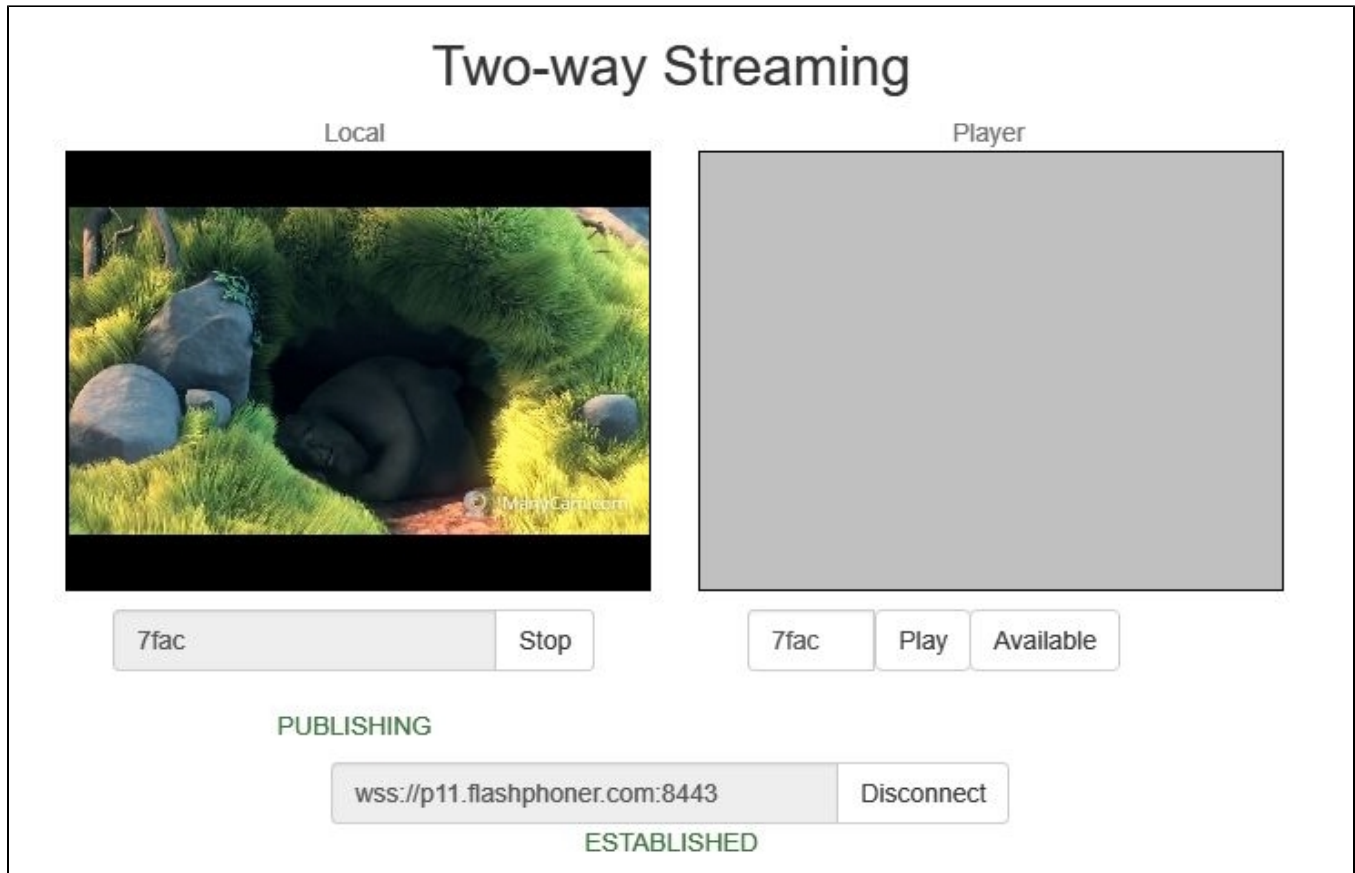 Two-way Streaming
Local
Player
ManyCam.com
7fac
Stop
7fac
Play
Available
PUBLISHING
wss://p11.flashphoner.com:8443
Disconnect
ESTABLISHED